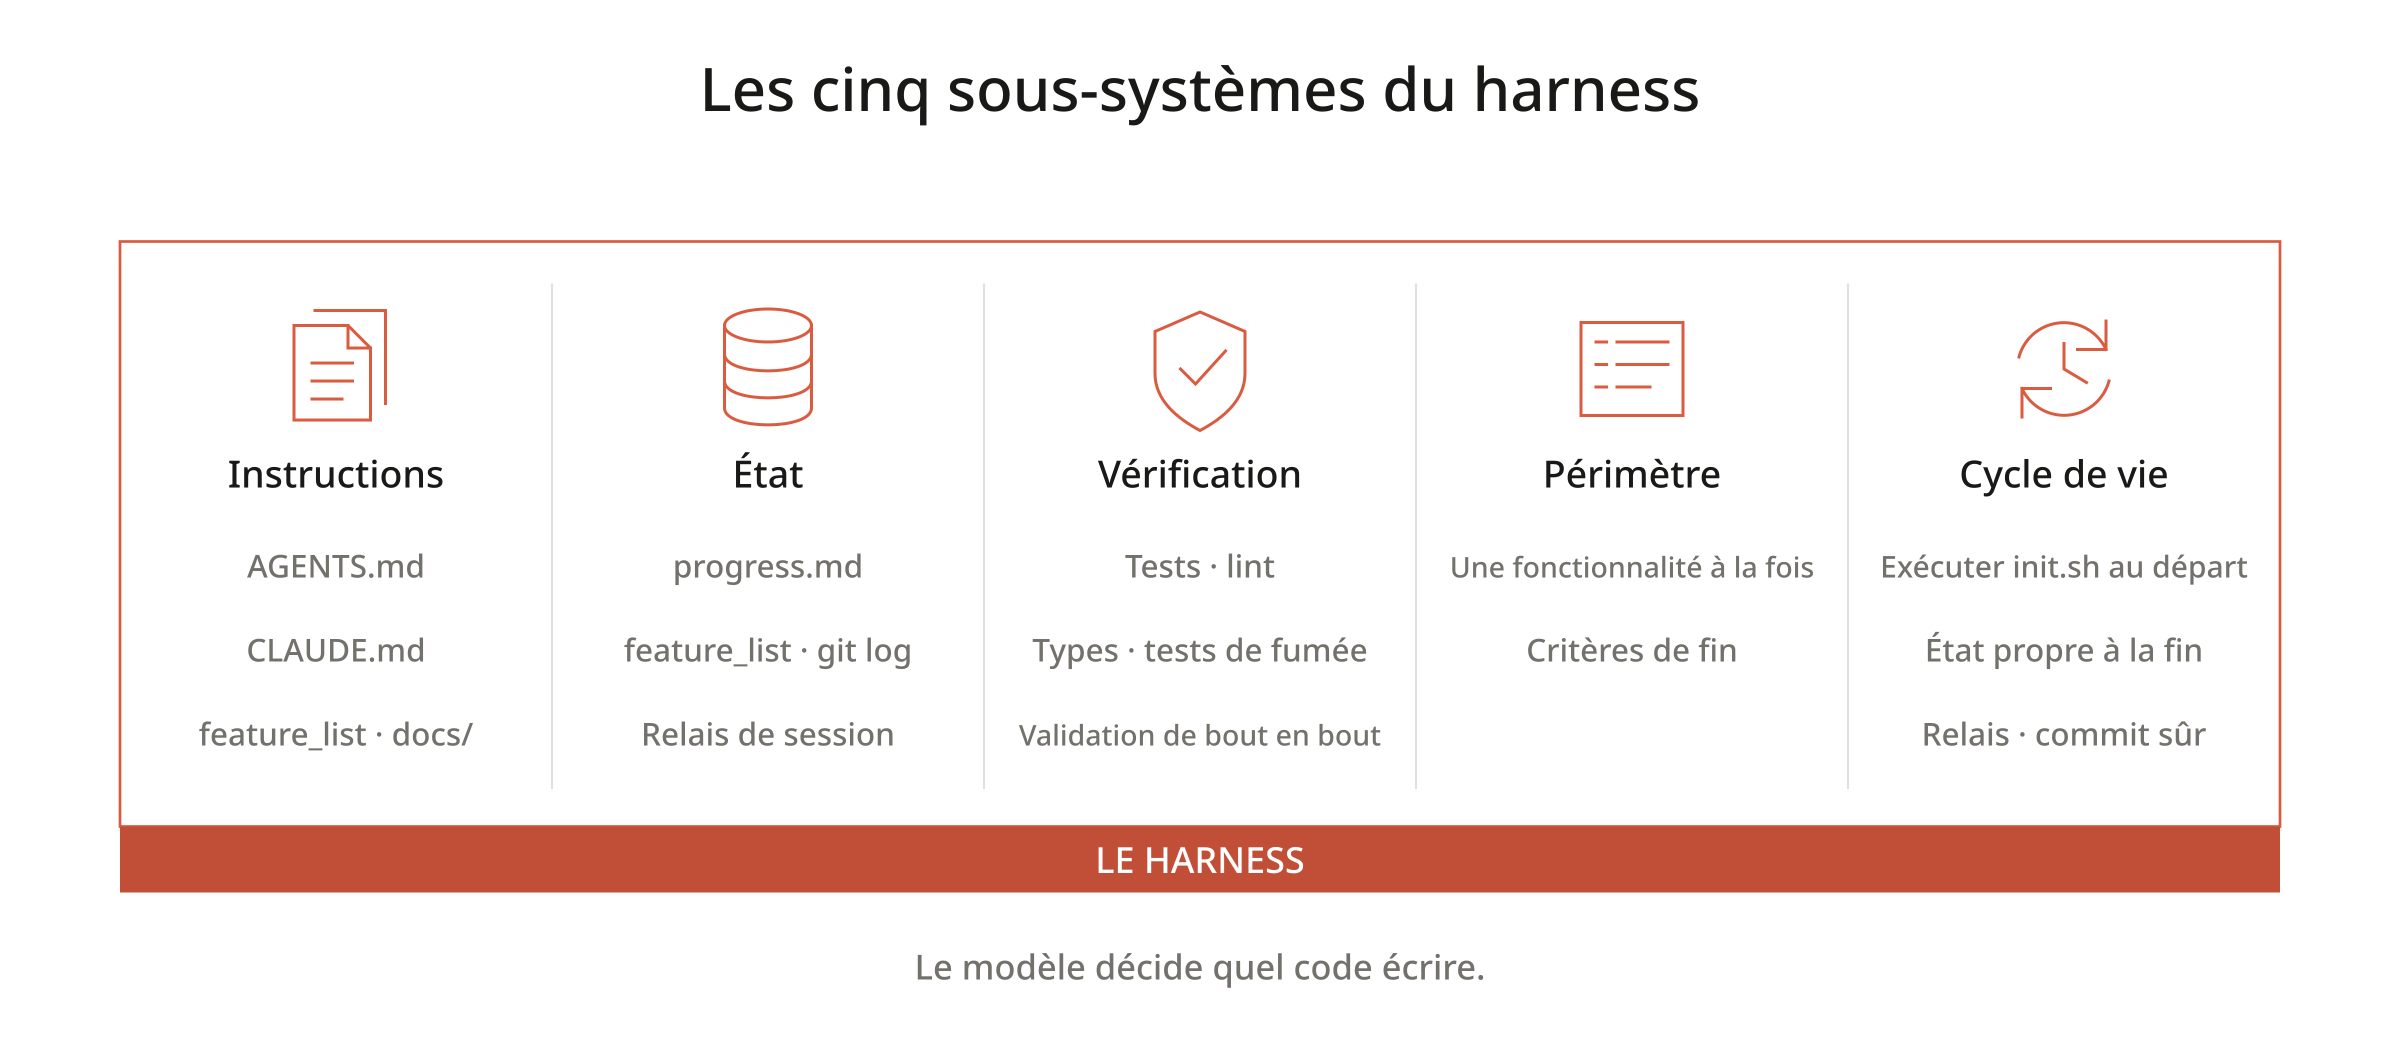 Les cinq sous-systèmes du harness
Instructions
AGENTS.md
CLAUDE.md
feature_list · docs/
État
progress.md
feature_list · git log
Relais de session
Vérification
Tests · lint
Types · tests de fumée
Validation de bout en bout
Périmètre
Une fonctionnalité à la fois
Critères de fin
Cycle de vie
Exécuter init.sh au départ
État propre à la fin
Relais · commit sûr
LE HARNESS
Le modèle décide quel code écrire.